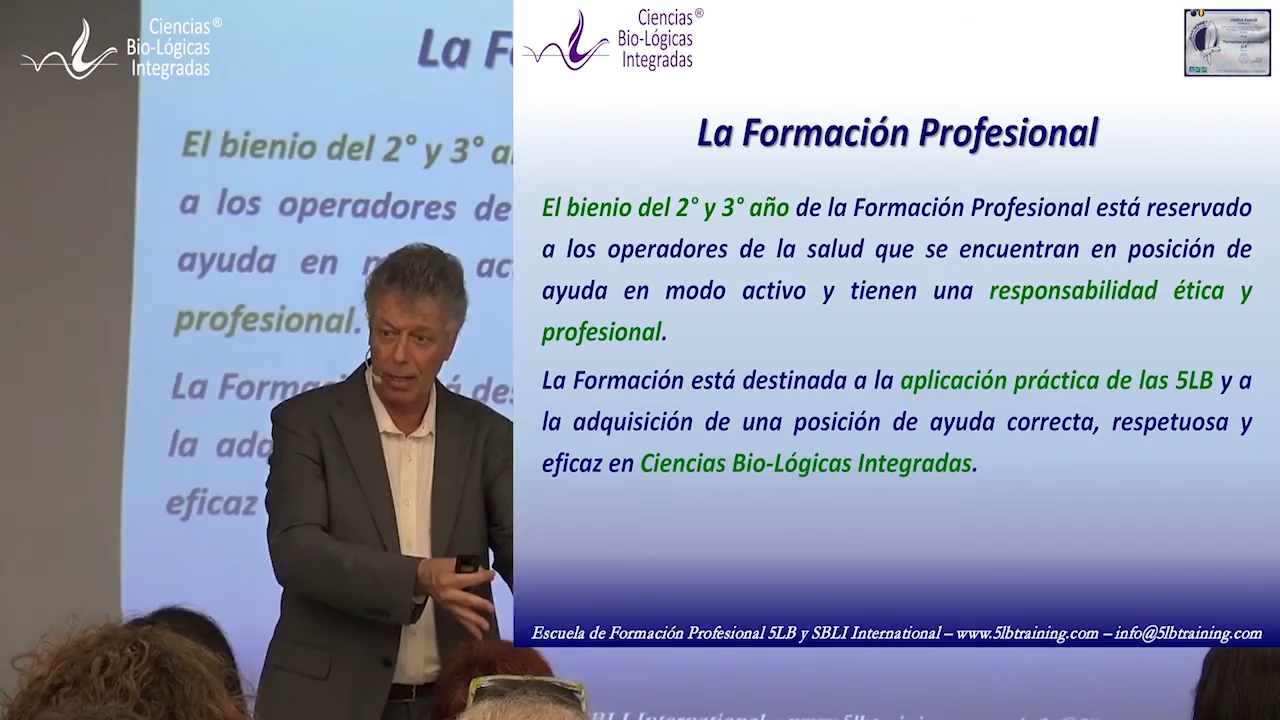 Ciencias®
Bio-Lógicas
Integradas
La F
El bienio del 2° y 3° a
a los operadores de
ayuda en
profesional.
La Forma
la ado
eficaz
Ciencias®
Bio-Lógicas
Integradas
La Formación Profesional
El bienio del 2° y 3° año de la Formación Profesional está reservado
a los operadores de la salud que se encuentran en posición de
ayuda en modo activo y tienen una responsabilidad ética y
profesional.
La Formación está destinada a la aplicación práctica de las 5LB y a
la adquisición de una posición de ayuda correcta, respetuosa y
eficaz en Ciencias Bio-Lógicas Integradas.
Escuela de Formación Profesional 5LB y SBLI International – www.5lbtraining.com – info@5lbtraining.com